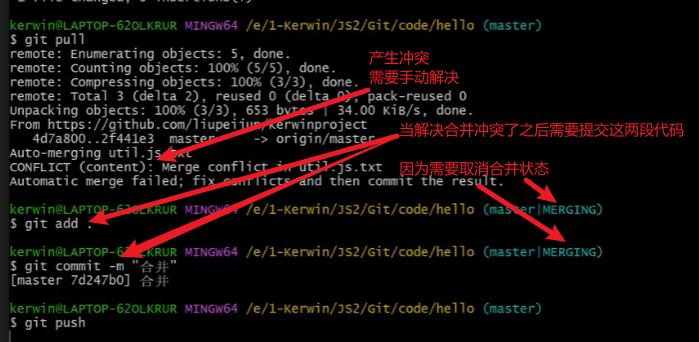 kerwin@LAPTOP-62OLKRUR MINGW64 /e/1-Kerwin/JS2/Git/code/hello (master)
$ git pull
remote: Enumerating objects: 5, done.
产生冲突
remote: Counting objects: 100% (5/5), done.
需要手动解决
remote: Compressing objects: 100% (3/3), done.
remote: Total 3 (delta 2), reused 0 (delta 0), pack-reused 0
Unpacking objects: 100% (3/3), 653 bytes | 34.00 KiB/s, done.
From https://github.com/liupeijun/kerwinproject
当解决合并冲突了之后需要提交这两段代码
4d7a800..2f441e3 master -> origin/master
Auto-merging util.js.txt
因为需要取消合并状态
CONFLICT (content): Merge conflict in util.js.txt
Automatic merge failed; fix conflicts and then commit the result.
kerwin@LAPTOP-62OLKRUR MINGW64 /e/1-Kerwin/JS2/Git/code/hello (master|MERGING)
$ git add .
kerwin@LAPTOP-62OLKRUR MINGW64 /e/1-Kerwin/JS2/Git/code/hello (master|MERGING)
$ git commit -m "合并"
[master 7d247b0] 合并
kerwin@LAPTOP-62OLKRUR MINGW64 /e/1-Kerwin/JS2/Git/code/hello (master)
$ git push